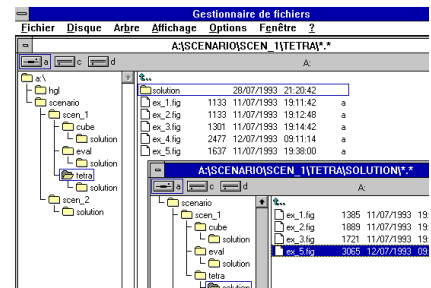 Gestionnaire de fichiers
Fichier Disque Arbre Affichage Options Fenêtre ?
A:\SCENARIO\SCEN_1\TETRA\*.*
a c d A:
a:\
hgl
scenario
scen_1
cube
solution
eval
solution
tetra
solution
scen_2
solution
solution 28/07/1993 21:20:42
ex_1.fig 1133 11/07/1993 19:11:42 a
ex_2.fig 1133 11/07/1993 19:12:48 a
ex_3.fig 1301 11/07/1993 19:14:42 a
ex_4.fig 2477 12/07/1993 09:11:14 a
ex_5.fig 1637 11/07/1993 19:38:00 a
A:\SCENARIO\SCEN_1\TETRA\SOLUTION\*.*
a c d A:
scenario
scen_1
cube
solution
eval
solution
tetra
solution
ex_1.fig 1385 11/07/1993 19:
ex_2.fig 1889 11/07/1993 19:
ex_3.fig 1721 11/07/1993 19:
ex_5.fig 3065 12/07/1993 09: